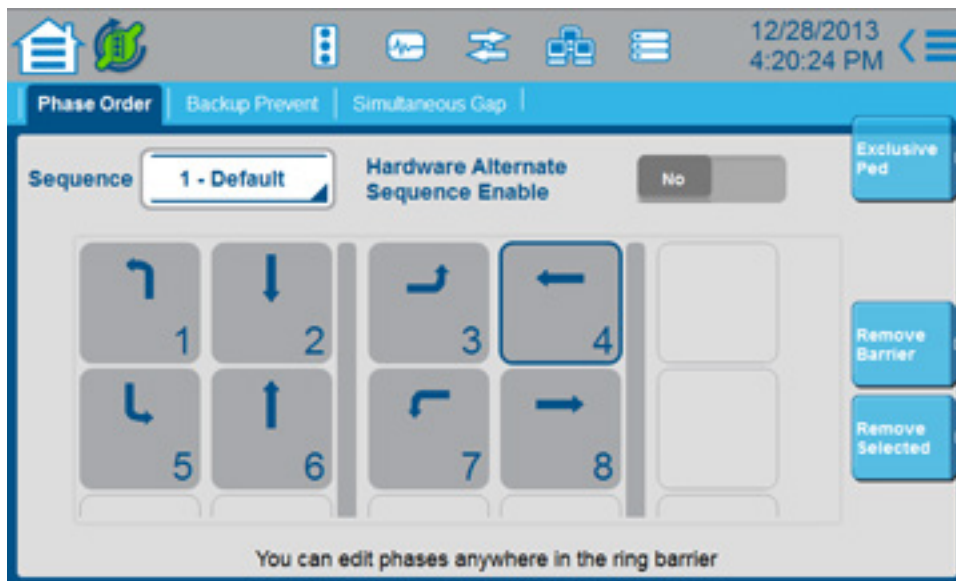 12/28/2013
4:20:24 PM
Phase Order Backup Prevent Simultaneous Gap
Exclusive
Ped
Sequence 1 - Default Hardware Alternate
Sequence Enable No
1 2 3 4
Remove
Barrier
5 6 7 8
Remove
Selected
You can edit phases anywhere in the ring barrier